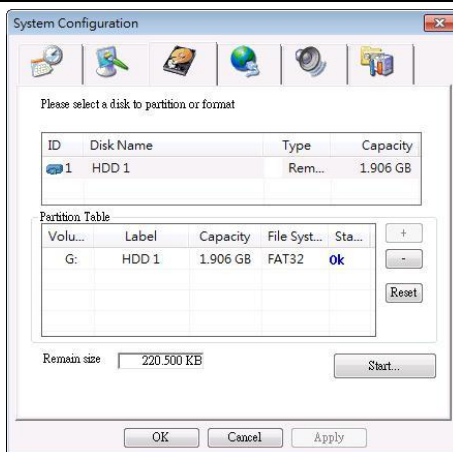 System Configuration
Please select a disk to partition or format
ID Disk Name Type Capacity
1 HDD 1 Rem... 1.906 GB
Partition Table
Volu... Label Capacity File Syst... Sta... +
G: HDD 1 1.906 GB FAT32 Ok -
Reset
Remain size 220.500 KB Start...
OK Cancel Apply